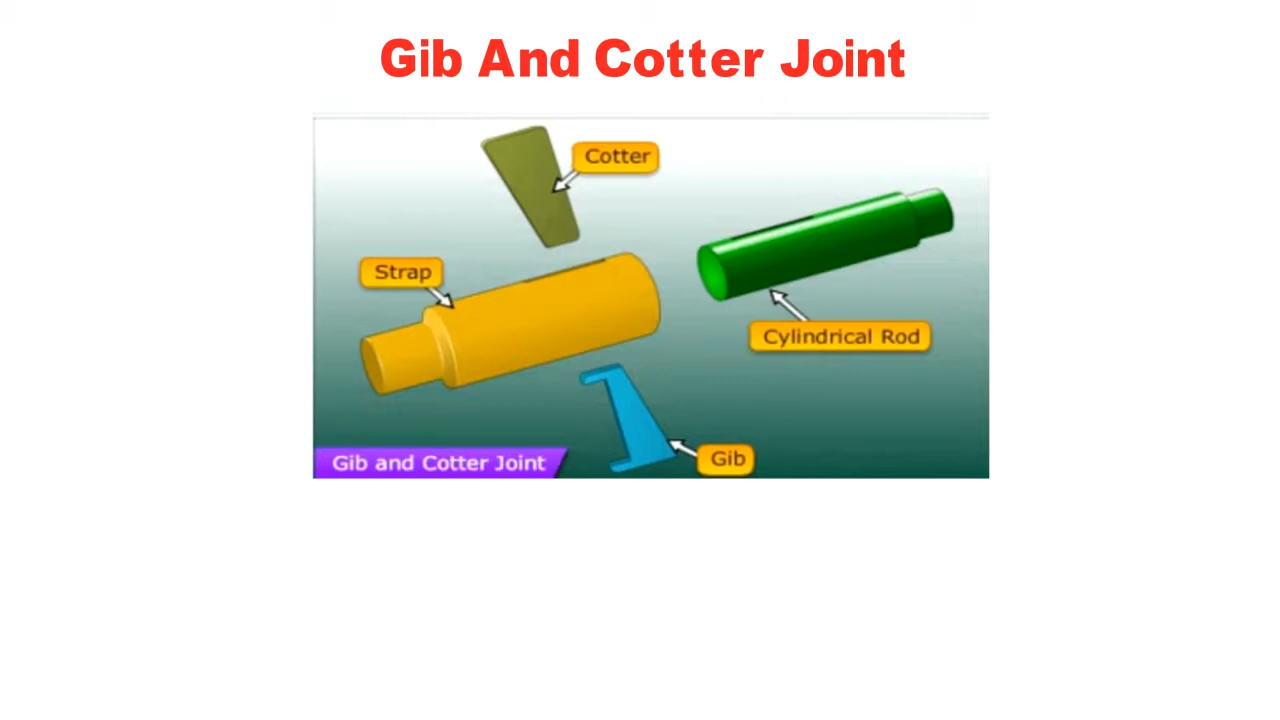 Gib And Cotter Joint
Cotter
Strap
Cylindrical Rod
Gib
Gib and Cotter Joint